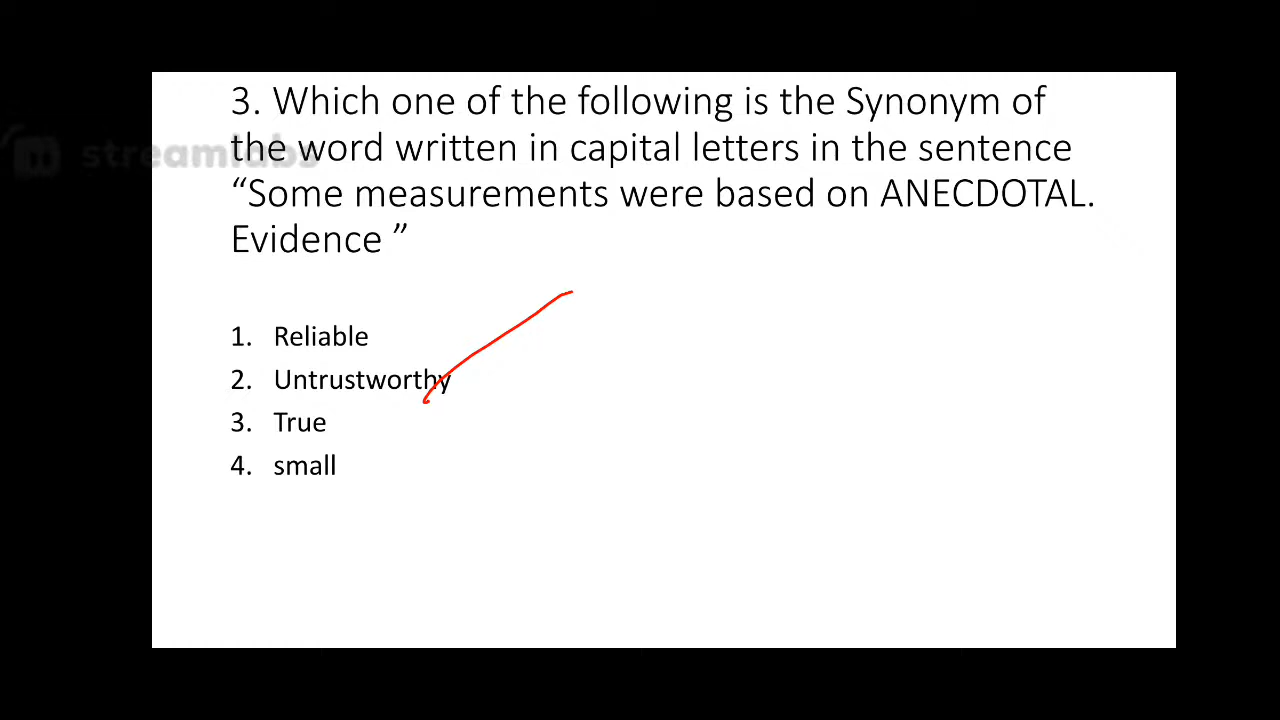 3. Which one of the following is the Synonym of
the word written in capital letters in the sentence
“Some measurements were based on ANECDOTAL.
Evidence ”
streamlabs
1. Reliable
2. Untrustworthy
3. True
4. small